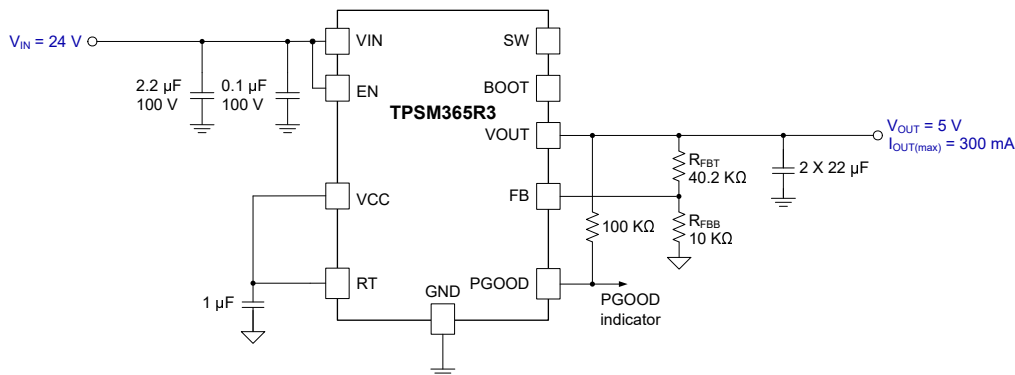 V_IN = 24 V
2.2 µF
100 V
0.1 µF
100 V
VIN
EN
VCC
RT
1 µF
TPSM365R3
GND
SW
BOOT
VOUT
FB
PGOOD
100 KΩ
R_FBT
40.2 KΩ
R_FBB
10 KΩ
2 X 22 µF
V_OUT = 5 V
I_OUT(max) = 300 mA
PGOOD
indicator